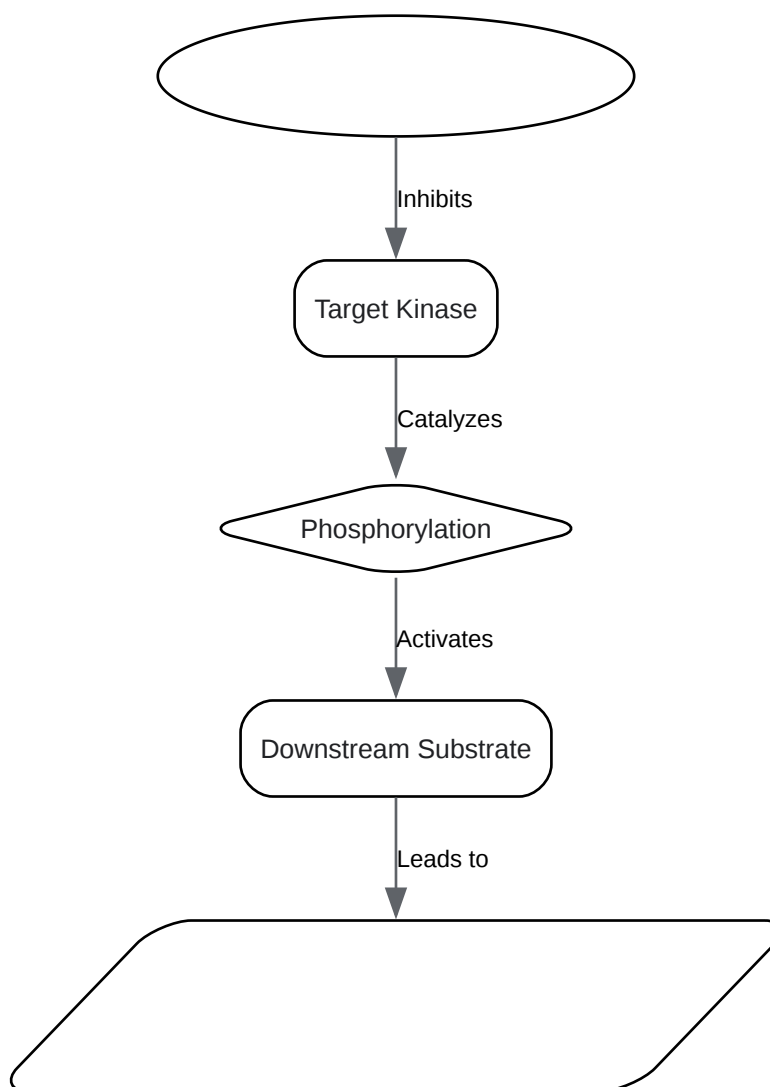 Inhibits
Target Kinase
Catalyzes
Phosphorylation
Activates
Downstream Substrate
Leads to